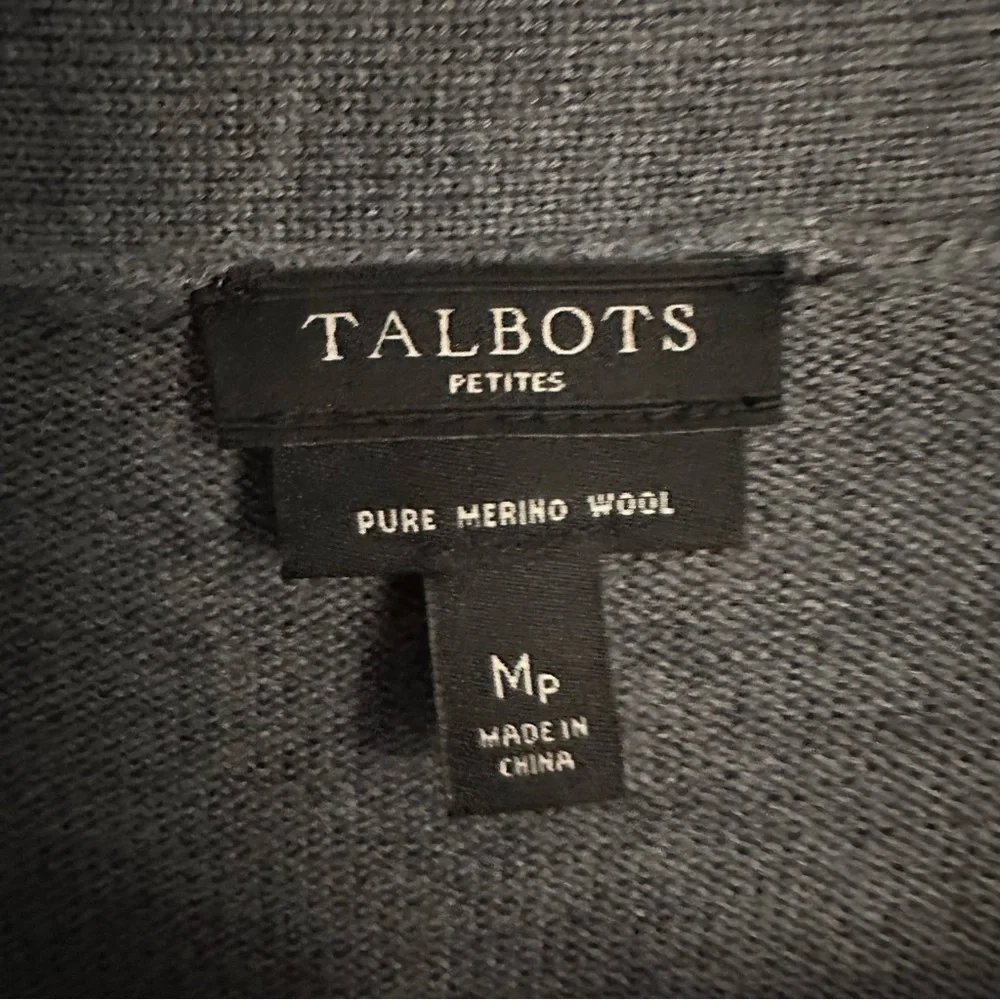 TALBOTS
PETITES
PURE MERINO WOOL
MP
MADE IN
CHINA